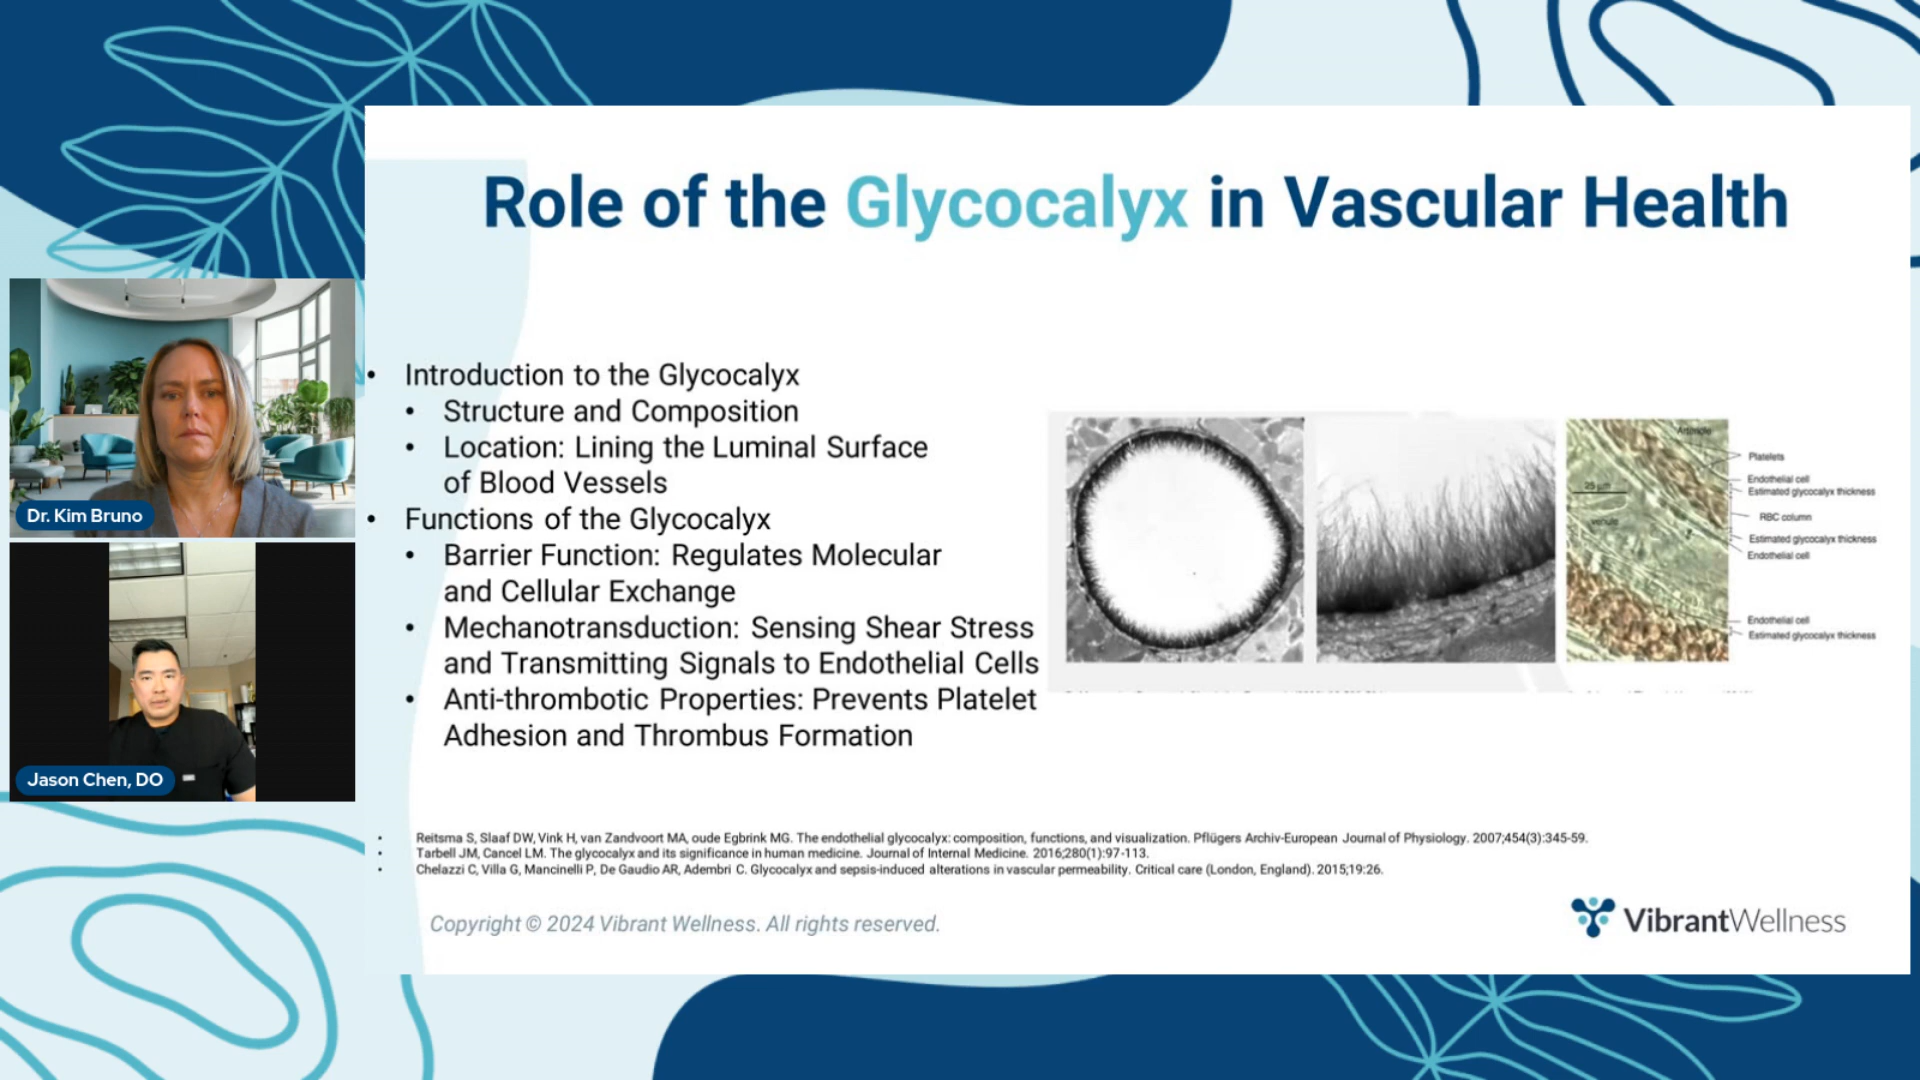 Role of the Glycocalyx in Vascular Health
Dr. Kim Bruno
Jason Chen, DO
• Introduction to the Glycocalyx
• Structure and Composition
• Location: Lining the Luminal Surface
of Blood Vessels
• Functions of the Glycocalyx
• Barrier Function: Regulates Molecular
and Cellular Exchange
• Mechanotransduction: Sensing Shear Stress
and Transmitting Signals to Endothelial Cells
• Anti-thrombotic Properties: Prevents Platelet
Adhesion and Thrombus Formation
Arteriole
25 μm
venule
Platelets
Endothelial cell
Estimated glycocalyx thickness
RBC column
Estimated glycocalyx thickness
Endothelial cell
Endothelial cell
Estimated glycocalyx thickness
• Reitsma S, Slaaf DW, Vink H, van Zandvoort MA, oude Egbrink MG. The endothelial glycocalyx: composition, functions, and visualization. Pflügers Archiv-European Journal of Physiology. 2007;454(3):345-59.
• Tarbell JM, Cancel LM. The glycocalyx and its significance in human medicine. Journal of Internal Medicine. 2016;280(1):97-113.
• Chelazzi C, Villa G, Mancinelli P, De Gaudio AR, Adembri C. Glycocalyx and sepsis-induced alterations in vascular permeability. Critical care (London, England). 2015;19:26.
Copyright © 2024 Vibrant Wellness. All rights reserved.
VibrantWellness